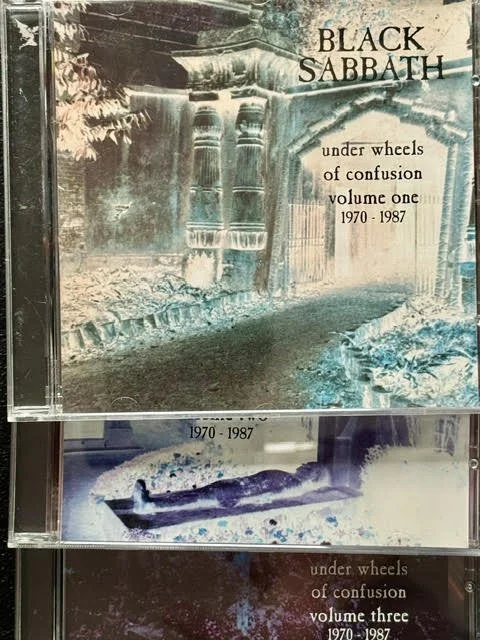 BLACK
SABBATH
under wheels
of confusion
volume one
1970 - 1987
1970 - 1987
under wheels
of confusion
volume three
1970 - 1987